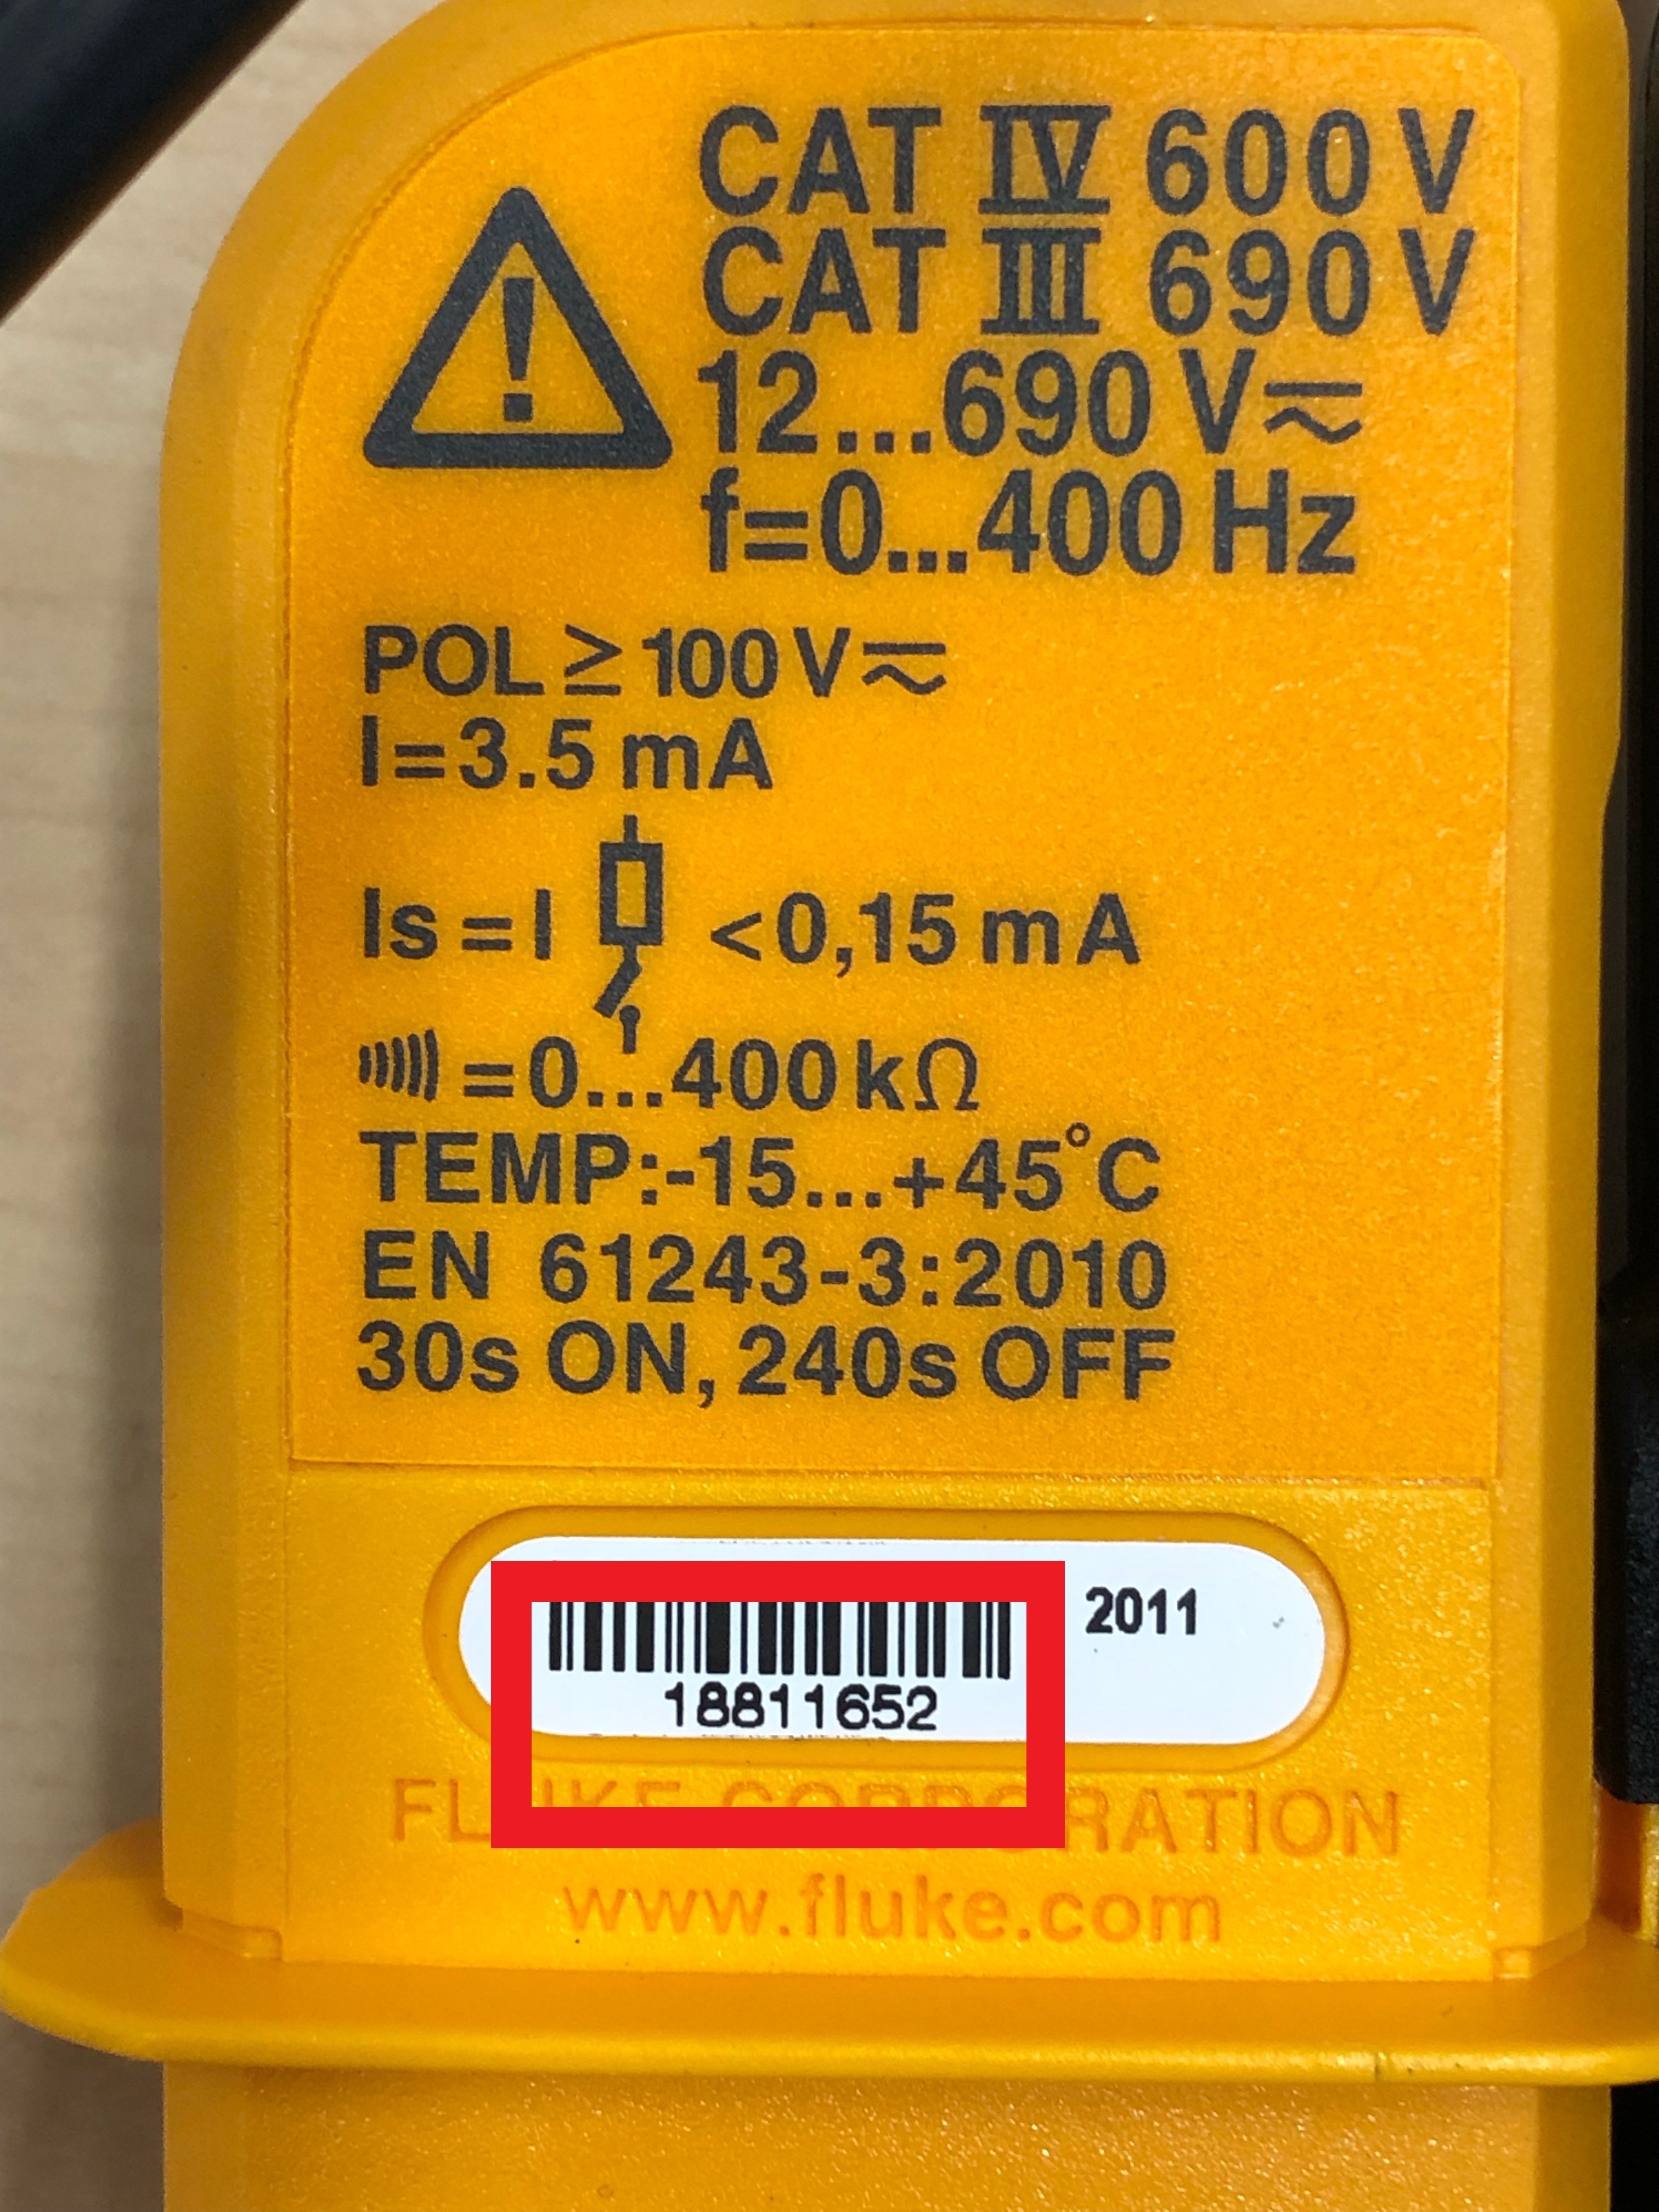 CAT IV 600 V
CAT III 690 V
12...690 V⎓~
f=0...400 Hz
POL ≥ 100 V⎓~
I=3.5 mA
Is = I <0,15 mA
=0...400 kΩ
TEMP:-15...+45°C
EN 61243-3:2010
30s ON, 240s OFF
2011
18811652
FLUKE CORPORATION
www.fluke.com